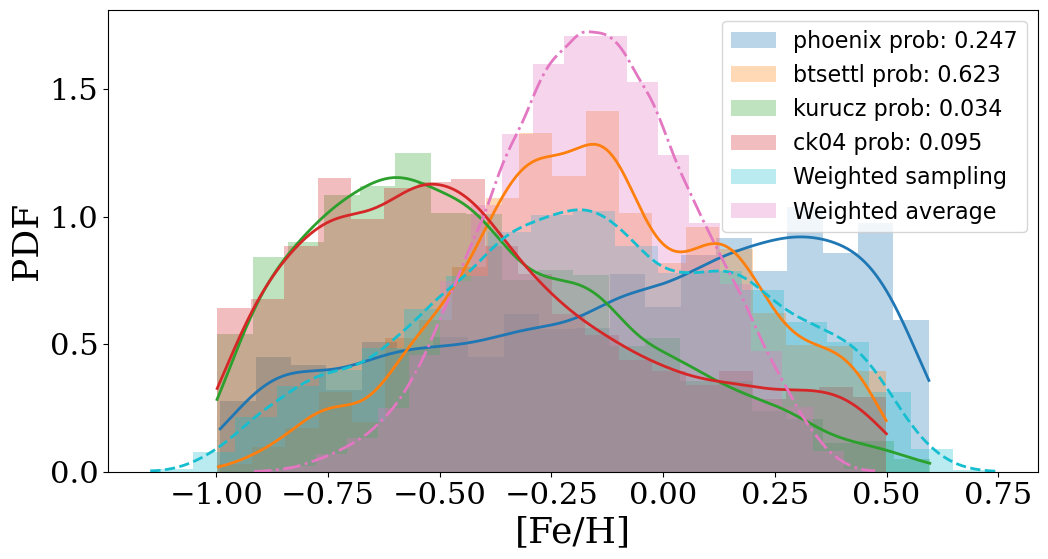 phoenix prob: 0.247
btsettl prob: 0.623
kurucz prob: 0.034
ck04 prob: 0.095
Weighted sampling
Weighted average
PDF
1.5
1.0
0.5
0.0
−1.00 −0.75 −0.50 −0.25 0.00 0.25 0.50 0.75
[Fe/H]